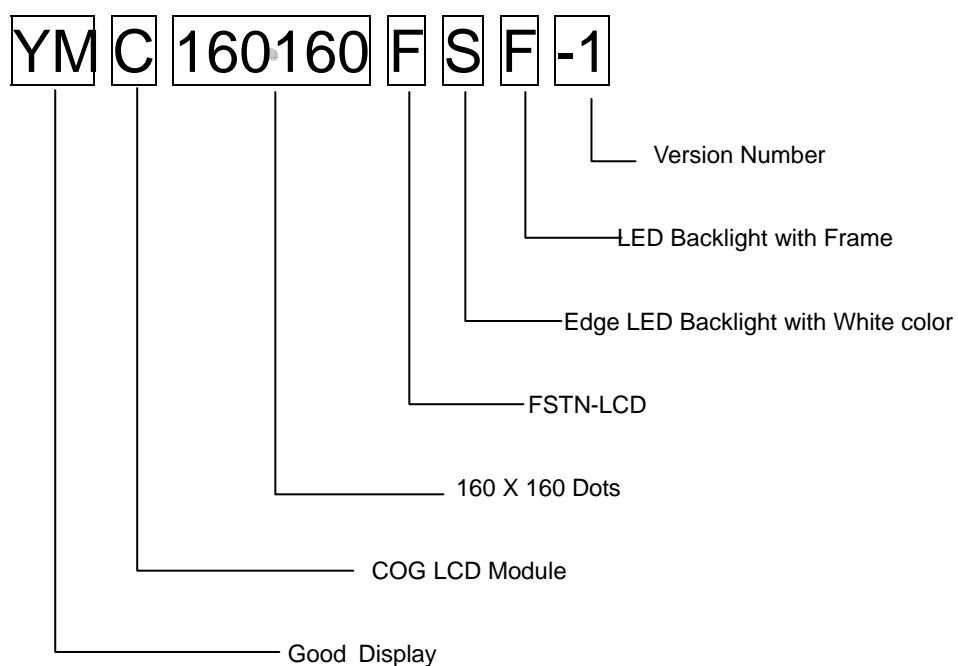 YM C 160160 F S F -1
Version Number
LED Backlight with Frame
Edge LED Backlight with White color
FSTN-LCD
160 X 160 Dots
COG LCD Module
Good Display